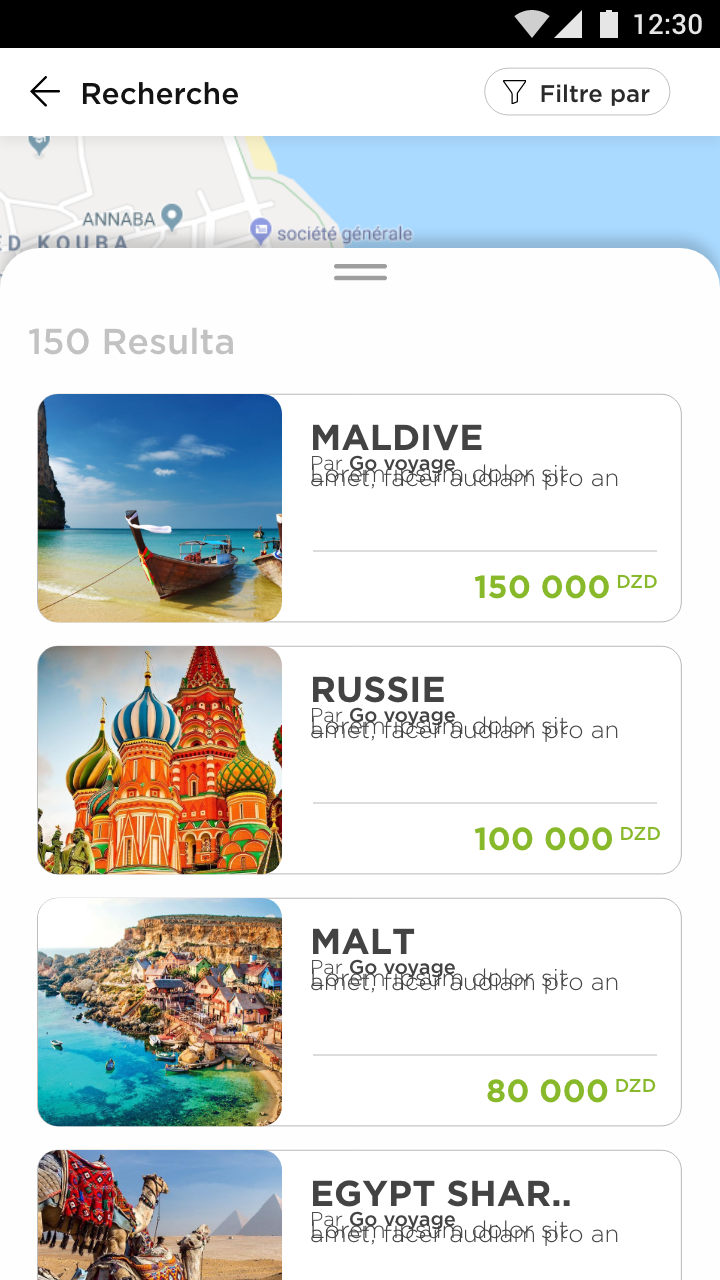 12:30
Recherche
Filtre par
ANNABA
société générale
ED KOUBA
150 Resulta
MALDIVE
Par Go voyage
Lorem ipsum dolor sit
amet, facer audiam pro an
150 000 DZD
RUSSIE
Par Go voyage
Lorem ipsum dolor sit
amet, facer audiam pro an
100 000 DZD
MALT
Par Go voyage
Lorem ipsum dolor sit
amet, facer audiam pro an
80 000 DZD
EGYPT SHAR..
Par Go voyage
Lorem ipsum dolor sit
amet, facer audiam pro an